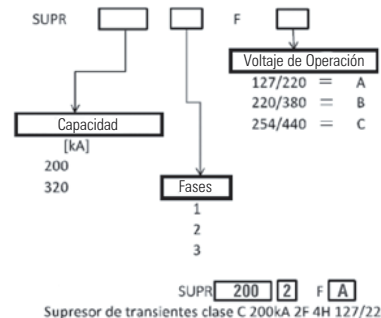 SUPR F
Voltaje de Operación
127/220 = A
220/380 = B
254/440 = C
Capacidad
[kA]
200
320
Fases
1
2
3
SUPR 200 2 F A
Supresor de transientes clase C 200kA 2F 4H 127/22